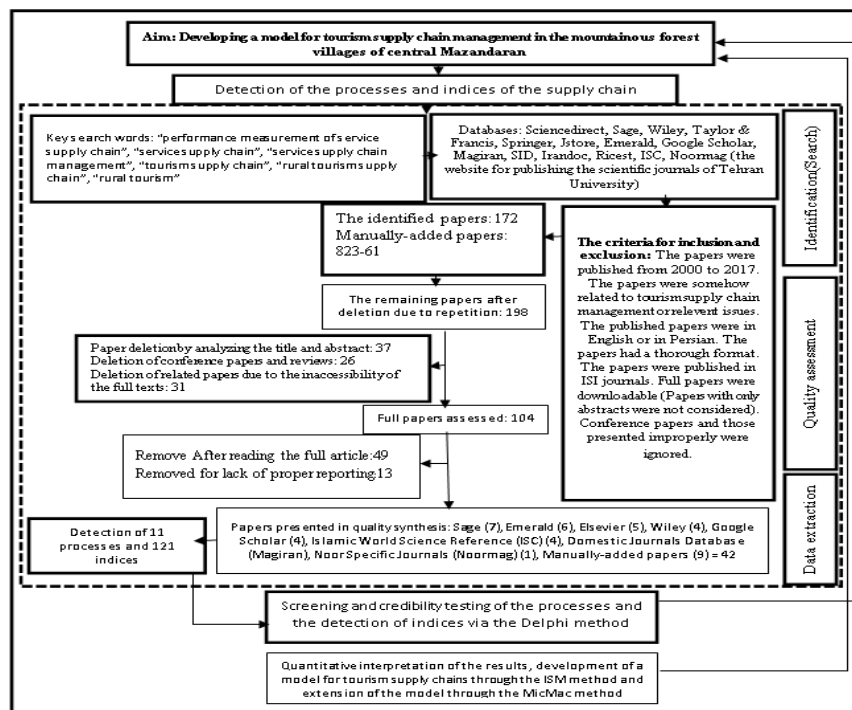 Aim: Developing a model for tourism supply chain management in the mountainous forest
villages of central Mazandaran
Detection of the processes and indices of the supply chain
Key search words: "performance measurement of service
supply chain", "services supply chain", "services supply chain
management", "tourisms supply chain", "rural tourism supply
chain", "rural tourism"
Databases: Sciencedirect, Sage, Wiley, Taylor &
Francis, Springer, Jstore, Emerald, Google Scholar,
Magiran, SID, Irandoc, Ricest, ISC, Noormag (the
website for publishing the scientific journals of Tehran
University)
Identification(Search)
The identified papers: 172
Manually-added papers:
823-61
The criteria for inclusion and
exclusion: The papers were
published from 2000 to 2017.
The papers were somehow
related to tourism supply chain
management or relevent issues.
The published papers were in
English or in Persian. The
papers had a thorough format.
The papers were published in
ISI journals. Full papers were
downloadable (Papers with only
abstracts were not considered).
Conference papers and those
presented improperly were
ignored.
The remaining papers after
deletion due to repetition: 198
Quality assessment
Paper deletion by analyzing the title and abstract: 37
Deletion of conference papers and reviews: 26
Deletion of related papers due to the inaccessibility of
the full texts: 31
Full papers assessed: 104
Remove After reading the full article:49
Removed for lack of proper reporting:13
Data extraction
Detection of 11
processes and 121
indices
Papers presented in quality synthesis: Sage (7), Emerald (6), Elsevier (5), Wiley (4), Google
Scholar (4), Islamic World Science Reference (ISC) (4), Domestic Journals Database
(Magiran), Noor Specific Journals (Noormag) (1), Manually-added papers (9) = 42
Screening and credibility testing of the processes and
the detection of indices via the Delphi method
Quantitative interpretation of the results, development of a
model for tourism supply chains through the ISM method and
extension of the model through the MicMac method